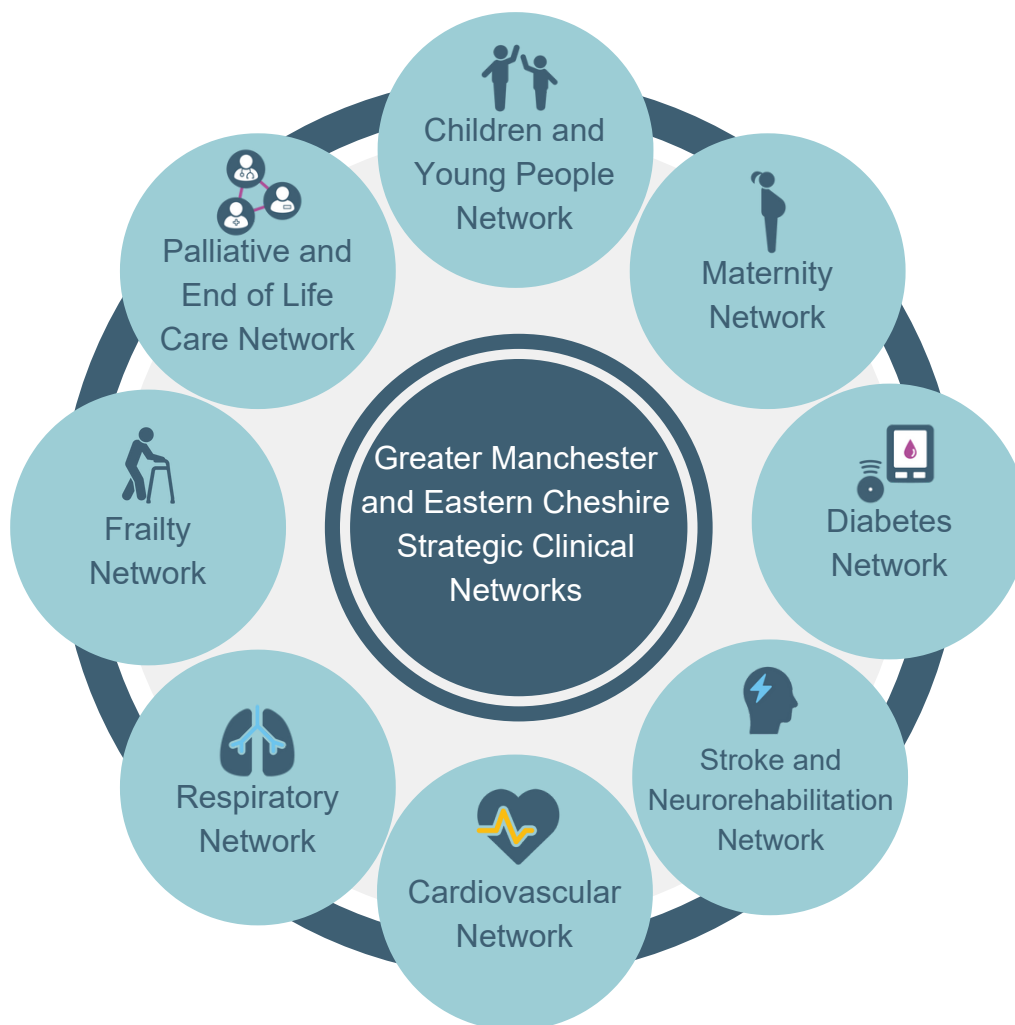 Children and
Young People
Network
Maternity
Network
Diabetes
Network
Stroke and
Neurorehabilitation
Network
Cardiovascular
Network
Respiratory
Network
Frailty
Network
Palliative and
End of Life
Care Network
Greater Manchester
and Eastern Cheshire
Strategic Clinical
Networks